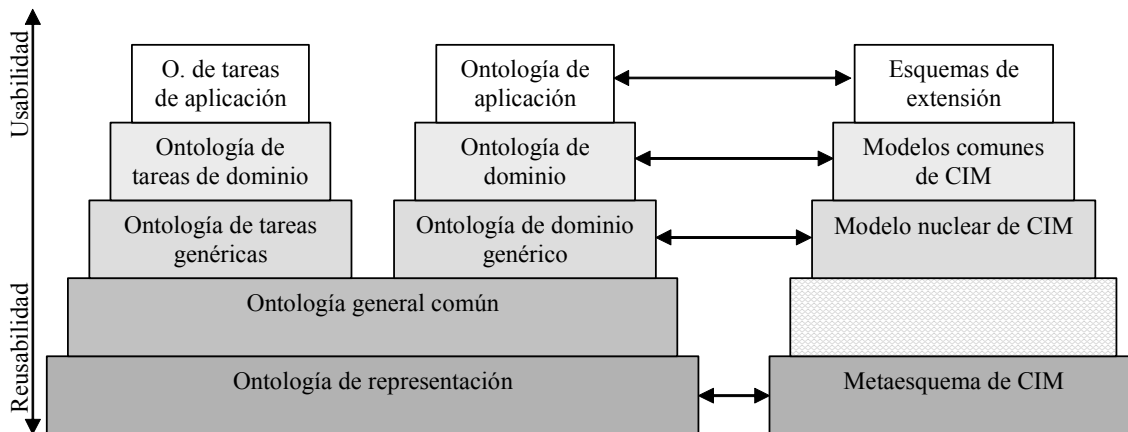 Usabilidad
Reusabilidad
O. de tareas
de aplicación
Ontología de
aplicación
Esquemas de
extensión
Ontología de
tareas de dominio
Ontología de
dominio
Modelos comunes
de CIM
Ontología de tareas
genéricas
Ontología de dominio
genérico
Modelo nuclear de CIM
Ontología general común
Ontología de representación
Metaesquema de CIM